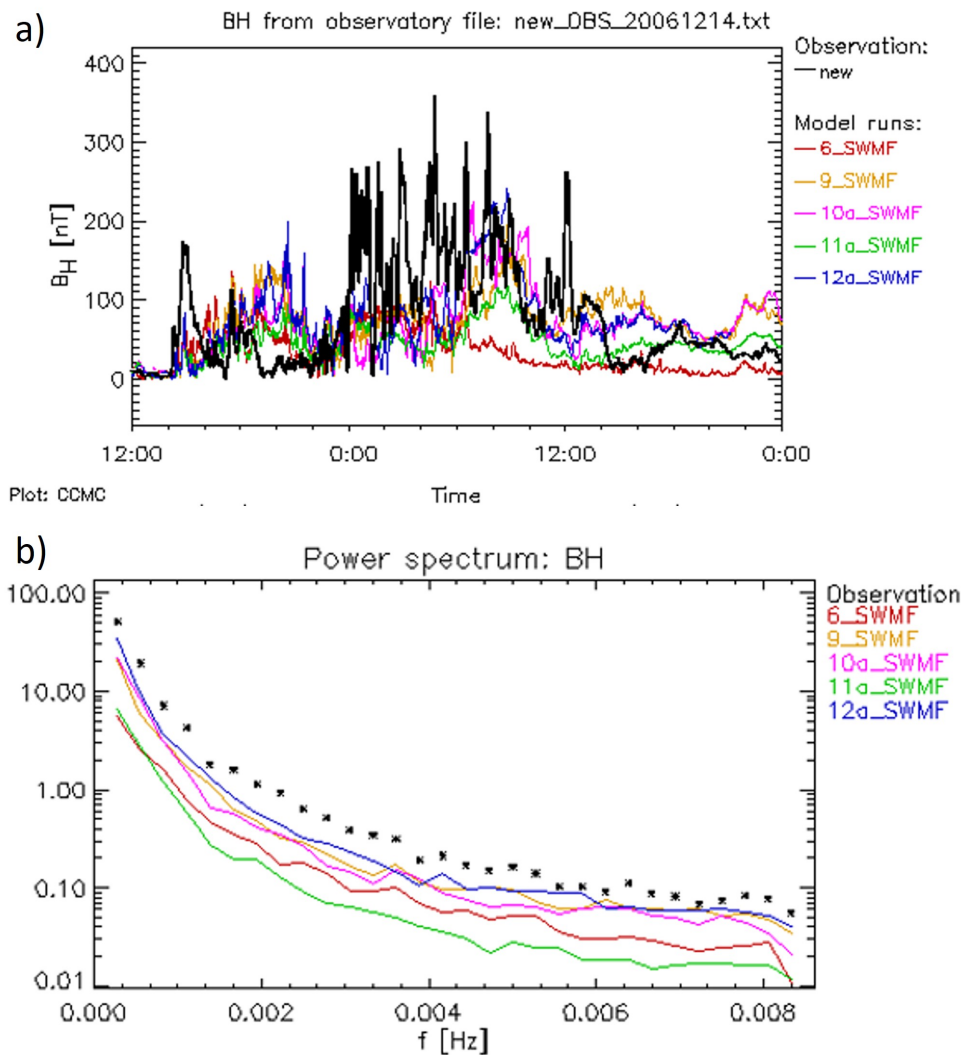 a)
BH from observatory file: new_OBS_20061214.txt
Observation:
new
Model runs:
6_SWMF
9_SWMF
10a_SWMF
11a_SWMF
12a_SWMF
400
300
200
100
0
B_H [nT]
12:00
0:00
12:00
0:00
Plot: CCMC
Time
b)
Power spectrum: BH
Observation
6_SWMF
9_SWMF
10a_SWMF
11a_SWMF
12a_SWMF
100.00
10.00
1.00
0.10
0.01
0.000
0.002
0.004
0.006
0.008
f [Hz]